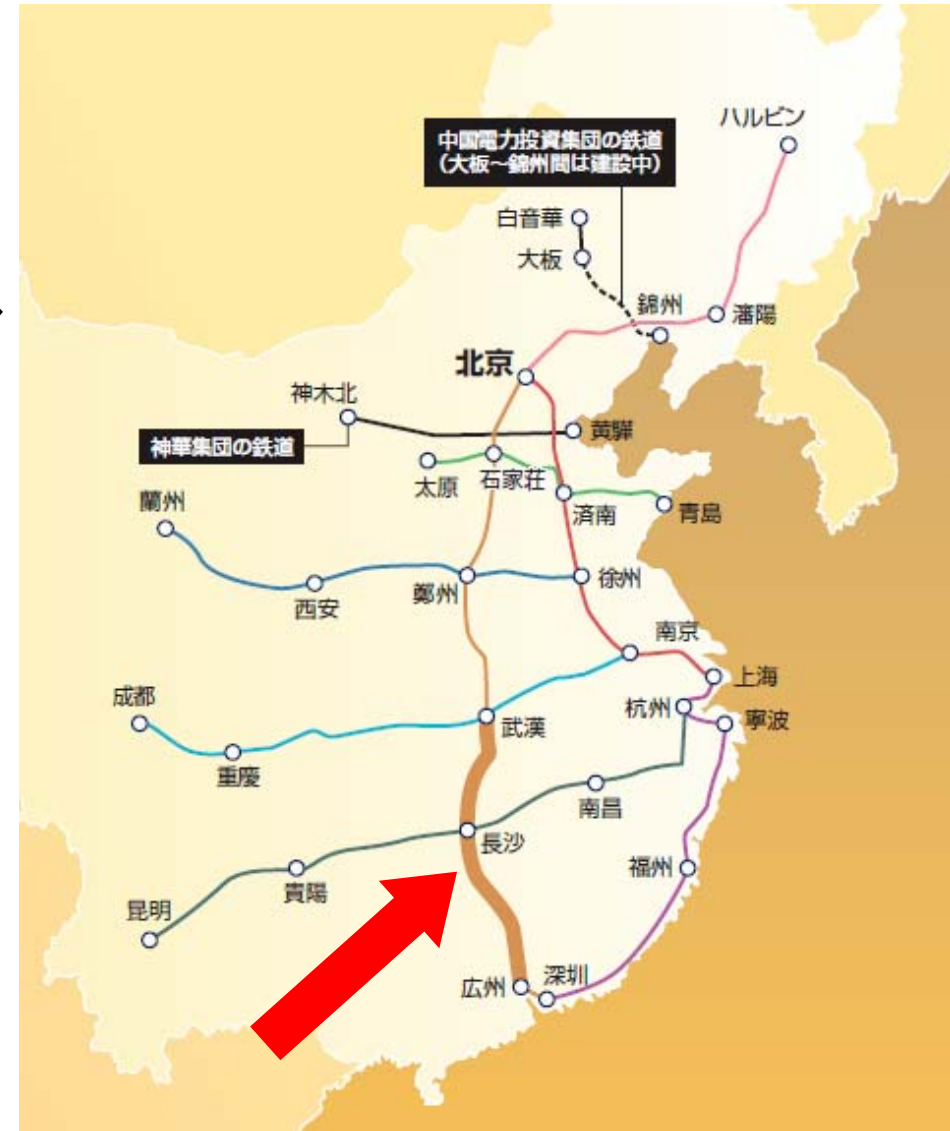 ハルビン
中国電力投資集団の鉄道
（大板～錦州間は建設中）
白音華
大板
錦州
瀋陽
北京
神木北
黄驊
神華集団の鉄道
太原
石家荘
済南
青島
蘭州
西安
鄭州
徐州
南京
上海
成都
重慶
武漢
杭州
寧波
南昌
長沙
貴陽
福州
昆明
広州
深圳